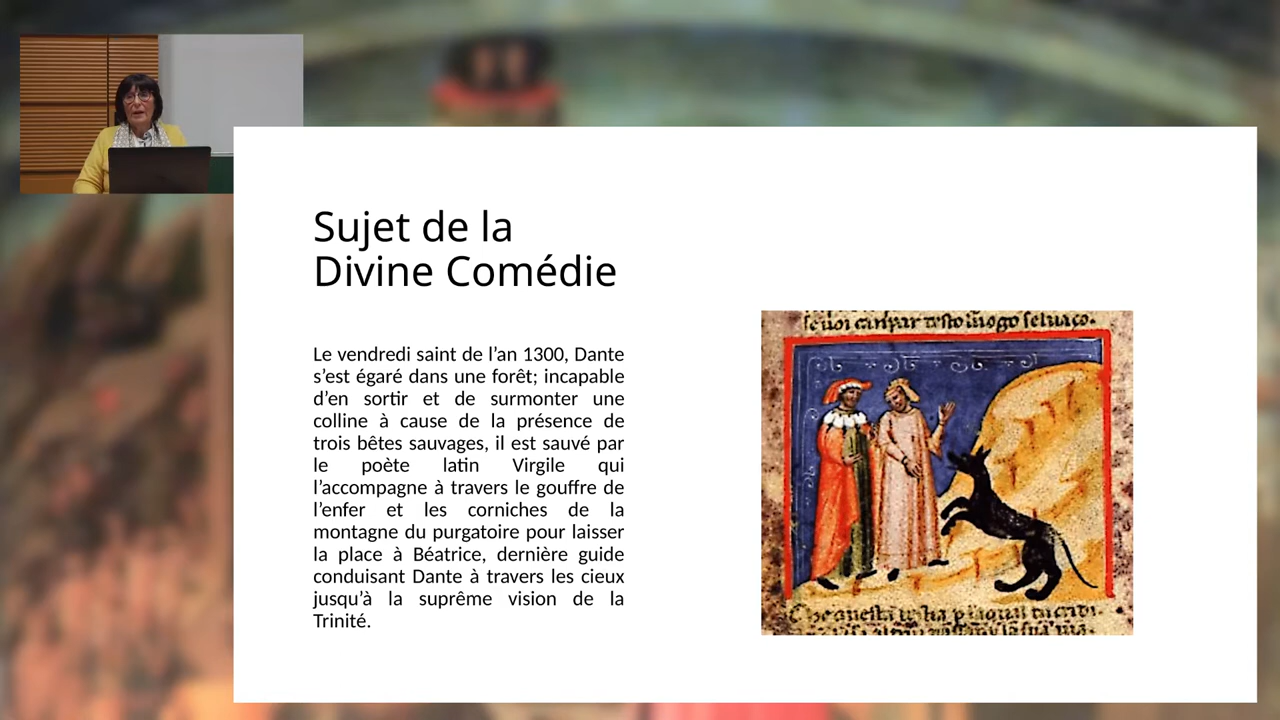 Sujet de la
Divine Comédie
Le vendredi saint de l’an 1300, Dante
s’est égaré dans une forêt; incapable
d’en sortir et de surmonter une
colline à cause de la présence de
trois bêtes sauvages, il est sauvé par
le poète latin Virgile qui
l’accompagne à travers le gouffre de
l’enfer et les corniches de la
montagne du purgatoire pour laisser
la place à Béatrice, dernière guide
conduisant Dante à travers les cieux
jusqu’à la suprême vision de la
Trinité.